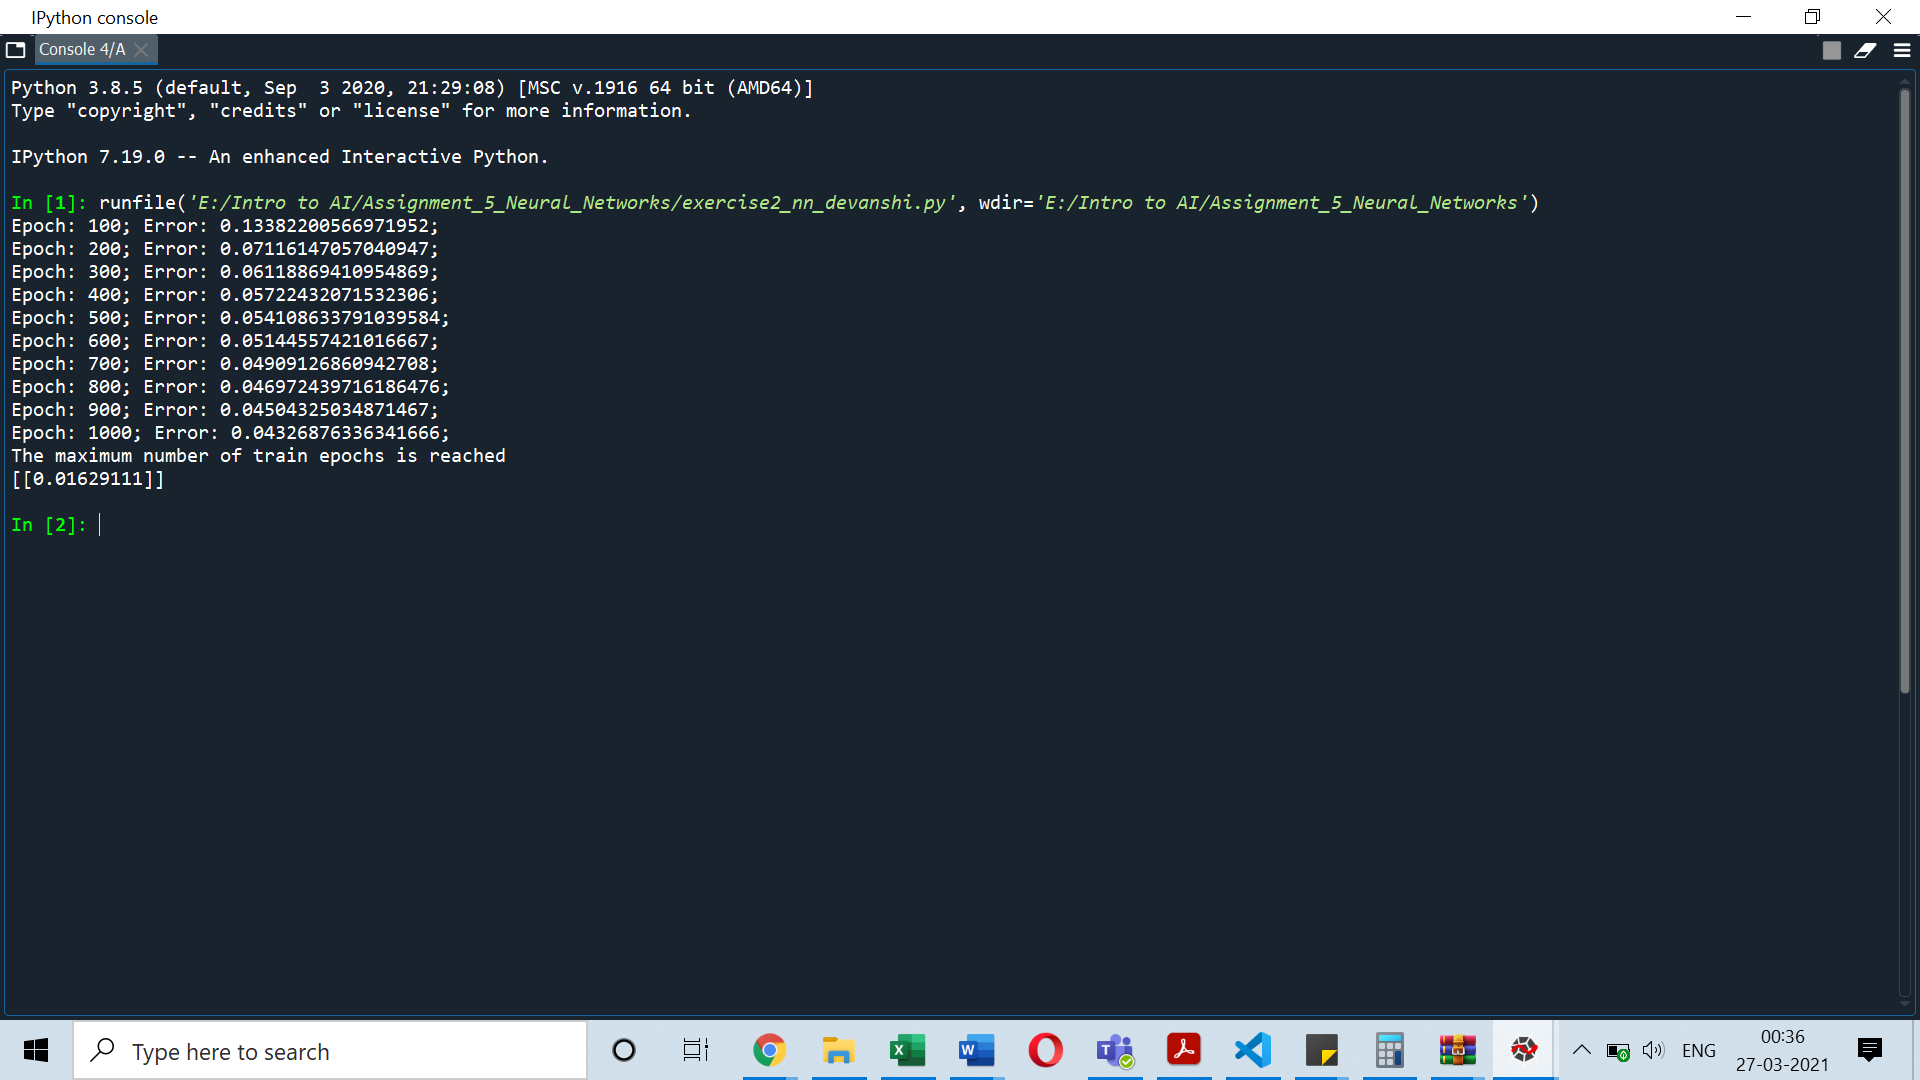 IPython console
Console 4/A
Python 3.8.5 (default, Sep  3 2020, 21:29:08) [MSC v.1916 64 bit (AMD64)]
Type "copyright", "credits" or "license" for more information.
IPython 7.19.0 -- An enhanced Interactive Python.
In [1]: runfile('E:/Intro to AI/Assignment_5_Neural_Networks/exercise2_nn_devanshi.py', wdir='E:/Intro to AI/Assignment_5_Neural_Networks')
Epoch: 100; Error: 0.13382200566971952;
Epoch: 200; Error: 0.07116147057040947;
Epoch: 300; Error: 0.06118869410954869;
Epoch: 400; Error: 0.05722432071532306;
Epoch: 500; Error: 0.054108633791039584;
Epoch: 600; Error: 0.05144557421016667;
Epoch: 700; Error: 0.04909126860942708;
Epoch: 800; Error: 0.046972439716186476;
Epoch: 900; Error: 0.04504325034871467;
Epoch: 1000; Error: 0.04326876336341666;
The maximum number of train epochs is reached
[[0.01629111]]
In [2]:
Type here to search
ENG
00:36
27-03-2021